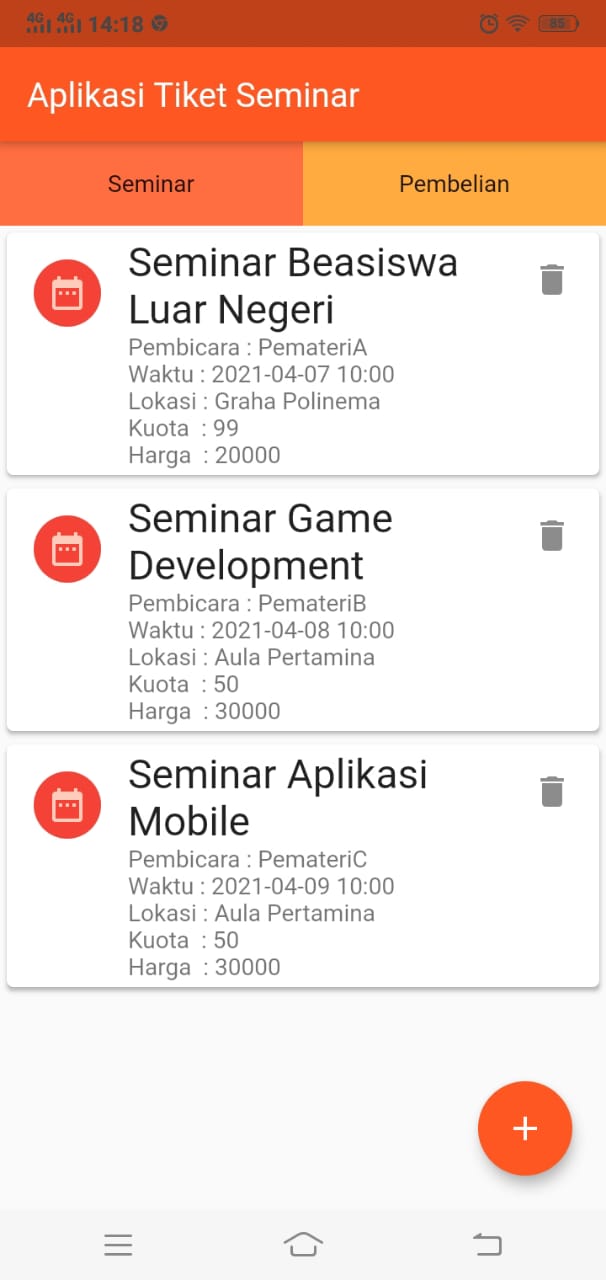 4G 4G 14:18 85
Aplikasi Tiket Seminar
Seminar Pembelian
Seminar Beasiswa
Luar Negeri
Pembicara : PemateriA
Waktu : 2021-04-07 10:00
Lokasi : Graha Polinema
Kuota  : 99
Harga  : 20000
Seminar Game
Development
Pembicara : PemateriB
Waktu : 2021-04-08 10:00
Lokasi : Aula Pertamina
Kuota  : 50
Harga  : 30000
Seminar Aplikasi
Mobile
Pembicara : PemateriC
Waktu : 2021-04-09 10:00
Lokasi : Aula Pertamina
Kuota  : 50
Harga  : 30000